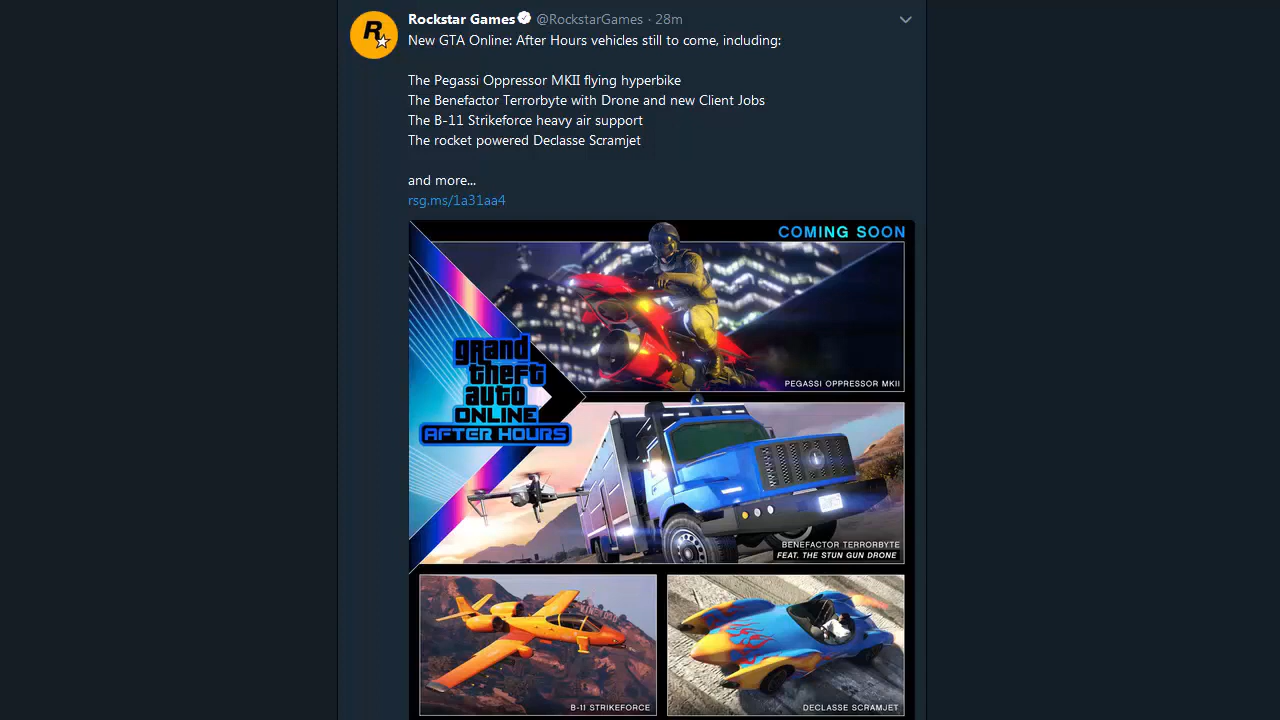 Rockstar Games @RockstarGames · 28m
New GTA Online: After Hours vehicles still to come, including:
The Pegassi Oppressor MKII flying hyperbike
The Benefactor Terrorbyte with Drone and new Client Jobs
The B-11 Strikeforce heavy air support
The rocket powered Declasse Scramjet
and more...
rsg.ms/1a31aa4
COMING SOON
PEGASSI OPPRESSOR MKII
grand
theft
auto
ONLINE
AFTER HOURS
BENEFACTOR TERRORBYTE
FEAT. THE STUN GUN DRONE
B-11 STRIKEFORCE
DECLASSE SCRAMJET